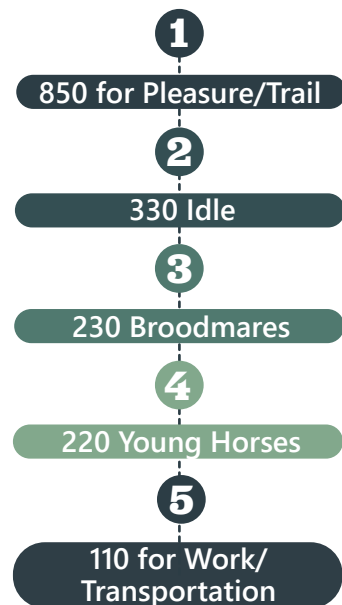 1
850 for Pleasure/Trail
2
330 Idle
3
230 Broodmares
4
220 Young Horses
5
110 for Work/
Transportation